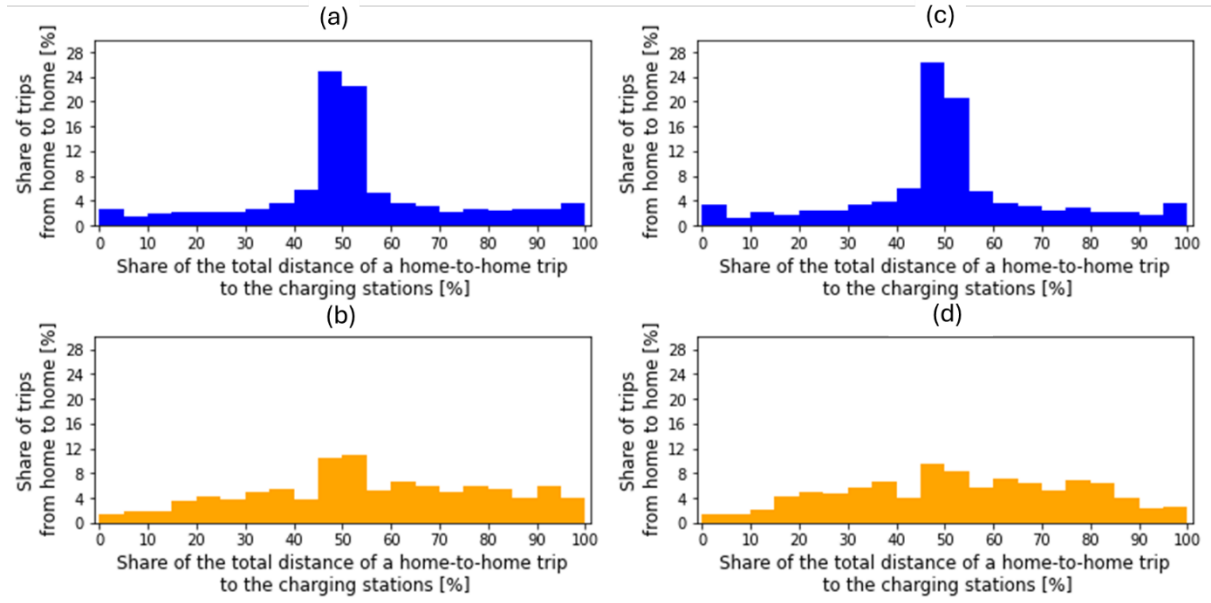 (a)
Share of trips
from home to home [%]
28
24
20
16
12
8
4
0
0 10 20 30 40 50 60 70 80 90 100
Share of the total distance of a home-to-home trip
to the charging stations [%]
(c)
Share of trips
from home to home [%]
28
24
20
16
12
8
4
0
0 10 20 30 40 50 60 70 80 90 100
Share of the total distance of a home-to-home trip
to the charging stations [%]
(b)
Share of trips
from home to home [%]
28
24
20
16
12
8
4
0
0 10 20 30 40 50 60 70 80 90 100
Share of the total distance of a home-to-home trip
to the charging stations [%]
(d)
Share of trips
from home to home [%]
28
24
20
16
12
8
4
0
0 10 20 30 40 50 60 70 80 90 100
Share of the total distance of a home-to-home trip
to the charging stations [%]